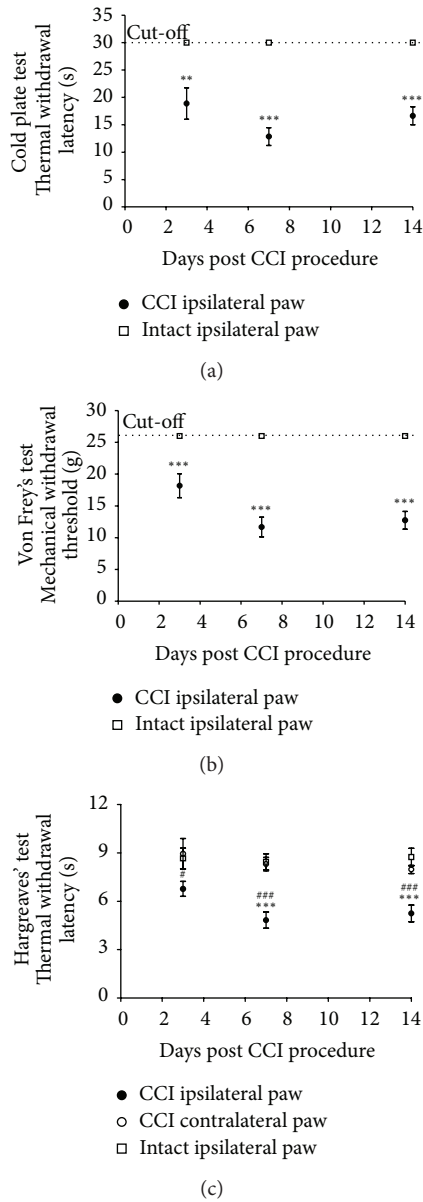 Cut-off
35
30
25
20
15
10
5
0
Cold plate test
Thermal withdrawal
latency (s)
**
***
***
0 2 4 6 8 10 12 14
Days post CCI procedure
CCI ipsilateral paw
Intact ipsilateral paw
(a)
Cut-off
30
25
20
15
10
5
0
Von Frey's test
Mechanical withdrawal
threshold (g)
***
***
***
0 2 4 6 8 10 12 14
Days post CCI procedure
CCI ipsilateral paw
Intact ipsilateral paw
(b)
12
9
6
3
0
Hargreaves' test
Thermal withdrawal
latency (s)
#
###
***
###
***
0 2 4 6 8 10 12 14
Days post CCI procedure
CCI ipsilateral paw
CCI contralateral paw
Intact ipsilateral paw
(c)